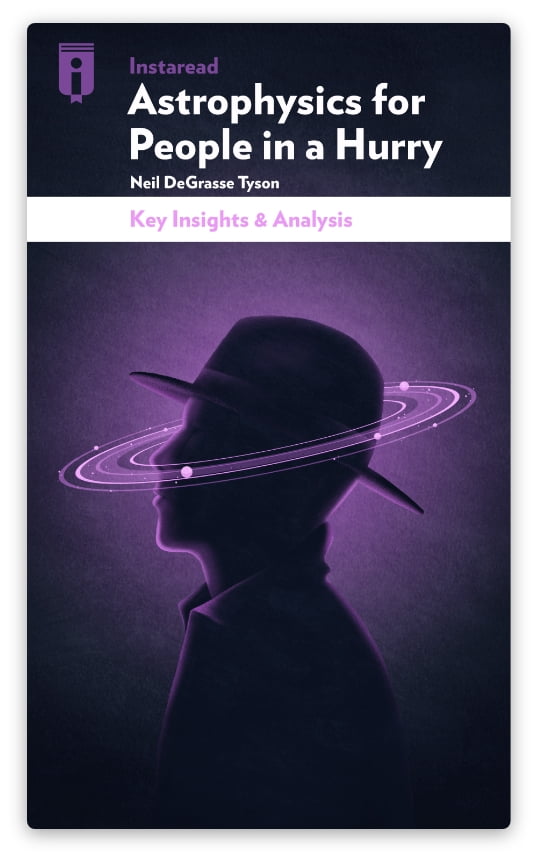 Instaread
Astrophysics for
People in a Hurry
Neil DeGrasse Tyson
Key Insights & Analysis